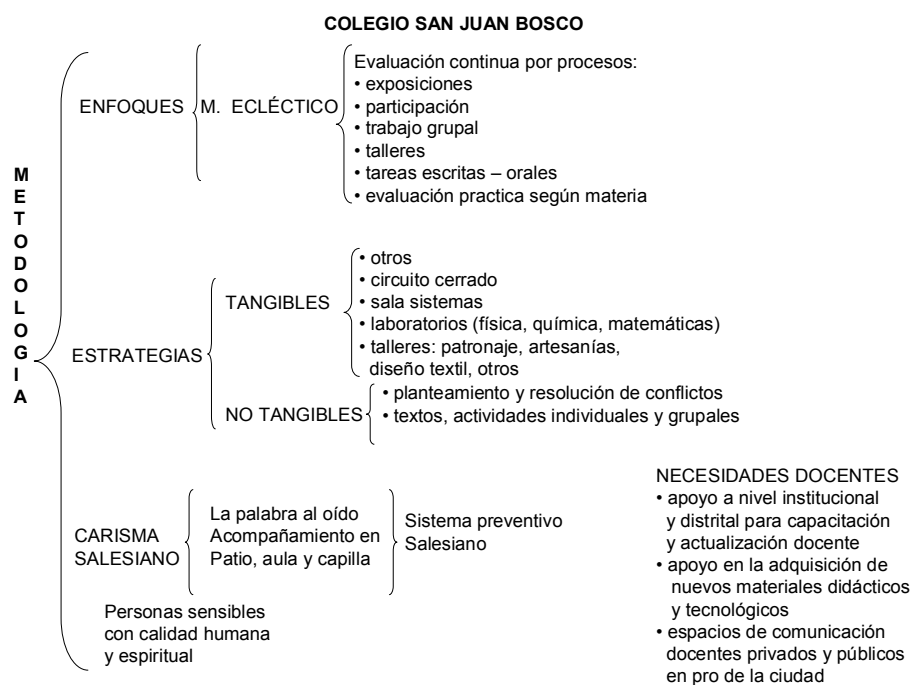 COLEGIO SAN JUAN BOSCO
METODOLOGIA
ENFOQUES
M. ECLÉCTICO
Evaluación continua por procesos:
• exposiciones
• participación
• trabajo grupal
• talleres
• tareas escritas – orales
• evaluación practica según materia
ESTRATEGIAS
TANGIBLES
• otros
• circuito cerrado
• sala sistemas
• laboratorios (física, química, matemáticas)
• talleres: patronaje, artesanías,
diseño textil, otros
NO TANGIBLES
• planteamiento y resolución de conflictos
• textos, actividades individuales y grupales
CARISMA
SALESIANO
La palabra al oído
Acompañamiento en
Patio, aula y capilla
Sistema preventivo
Salesiano
Personas sensibles
con calidad humana
y espiritual
NECESIDADES DOCENTES
• apoyo a nivel institucional
y distrital para capacitación
y actualización docente
• apoyo en la adquisición de
nuevos materiales didácticos
y tecnológicos
• espacios de comunicación
docentes privados y públicos
en pro de la ciudad